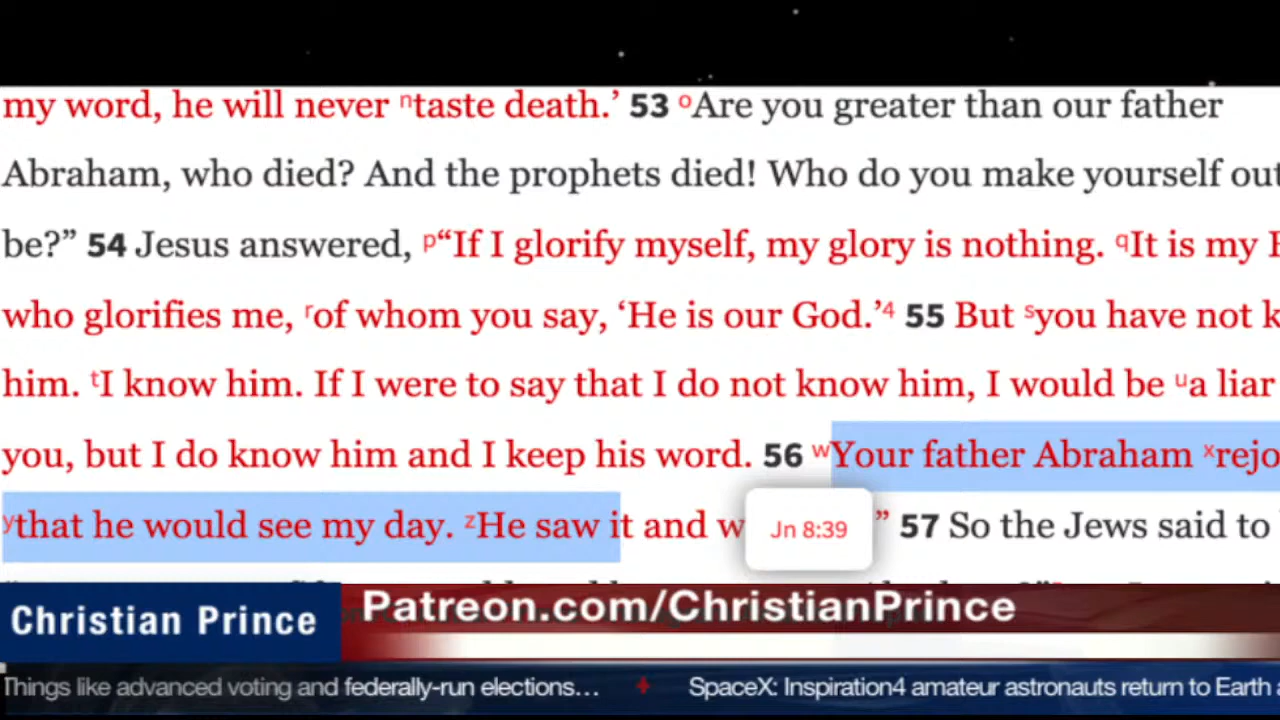 my word, he will never ⁿtaste death.’ 53 ᵒAre you greater than our father
Abraham, who died? And the prophets died! Who do you make yourself out
be?” 54 Jesus answered, ᵖ“If I glorify myself, my glory is nothing. qIt is my
who glorifies me, ʳof whom you say, ‘He is our God.’⁴ 55 But ˢyou have not k
him. ᵗI know him. If I were to say that I do not know him, I would be ᵘa liar
you, but I do know him and I keep his word. 56 ʷYour father Abraham ˣrejo
ʸthat he would see my day. ᶻHe saw it and w ” 57 So the Jews said to
Jn 8:39
Christian Prince
Patreon.com/ChristianPrince
Things like advanced voting and federally-run elections... SpaceX: Inspiration4 amateur astronauts return to Earth a